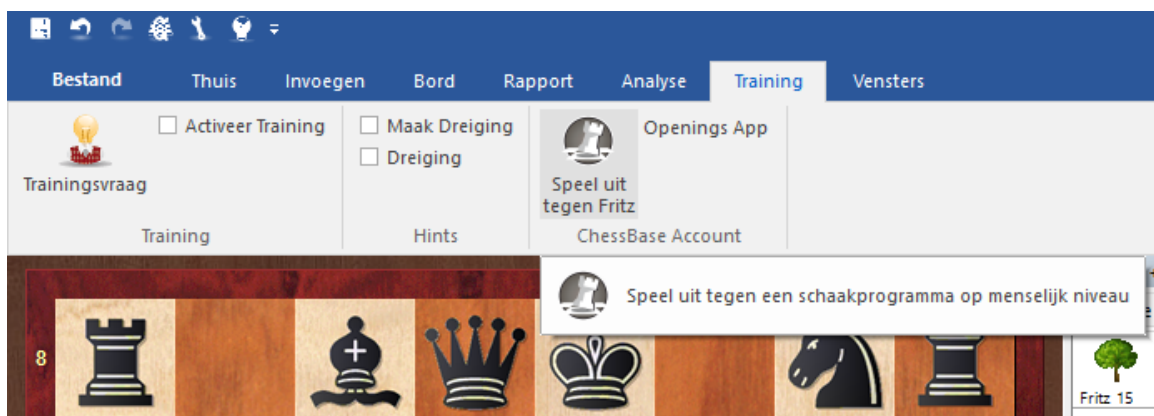 Bestand Thuis Invoegen Bord Rapport Analyse Training Vensters
Activeer Training
Trainingsvraag
Training
Maak Dreiging
Dreiging
Hints
Openings App
Speel uit
tegen Fritz
ChessBase Account
Speel uit tegen een schaakprogramma op menselijk niveau
8
Fritz 15